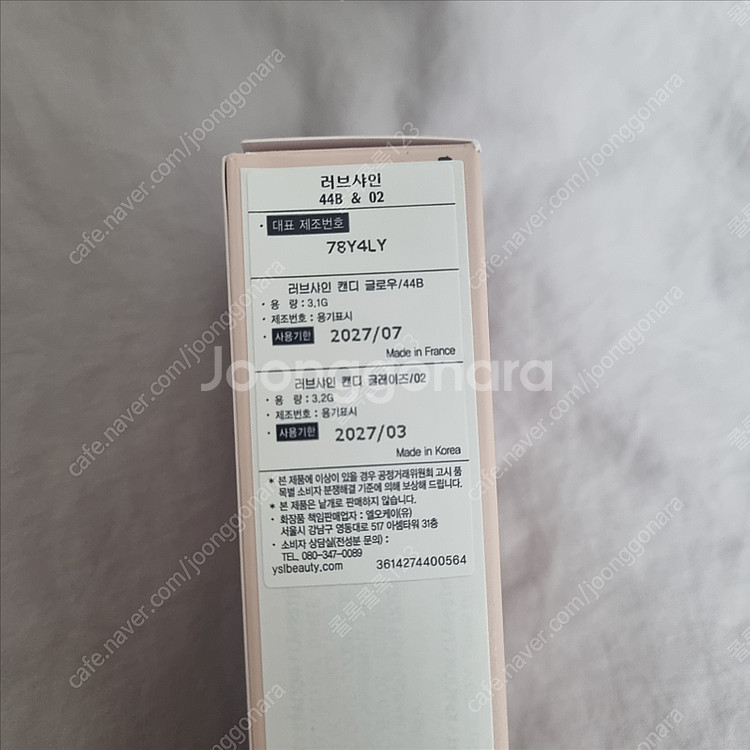 러브샤인
44B & 02
· 대표 제조번호
78Y4LY
러브샤인 캔디 글로우/44B
· 용 량 : 3.1G
· 제조번호 : 용기표시
· 사용기한 2027/07
Made in France
Joonggonara
러브샤인 캔디 글레이즈/02
· 용 량 : 3.2G
· 제조번호 : 용기표시
· 사용기한 2027/03
Made in Korea
* 본 제품에 이상이 있을 경우 공정거래위원회 고시 품
목별 소비자 분쟁해결 기준에 의해 보상해 드립니다.
* 본 제품은 낱개로 판매하지 않습니다.
· 화장품 책임판매업자 : 엘오케이(유)
서울시 강남구 영동대로 517 아셈타워 31층
· 소비자 상담실(전성분 문의) :
TEL. 080-347-0089
yslbeauty.com 3614274400564
cafe.naver.com/joonggonara
콜록콜록123